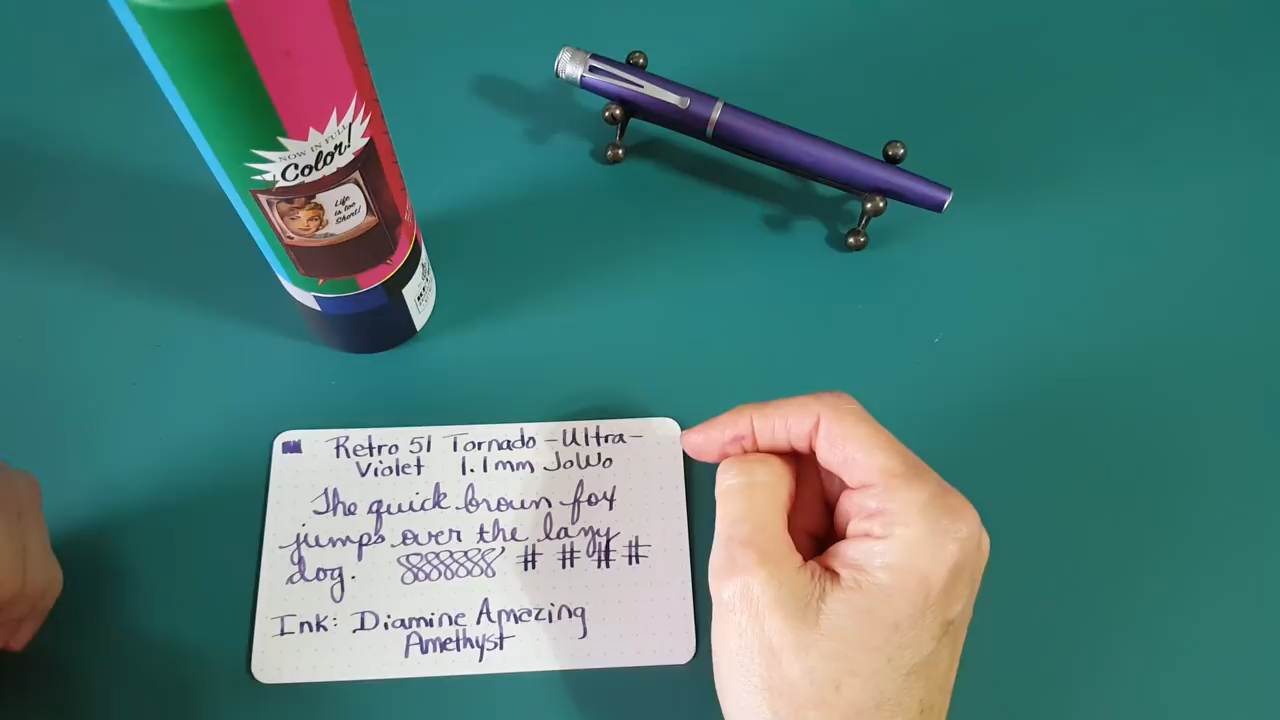 NOW IN FULL
Color!
Life
is too
Short!
Retro 51 Tornado -Ultra-
Violet 1.1mm JoWo
The quick brown fox
jumps over the lazy
dog. # # # #
Ink: Diamine Amazing
Amethyst